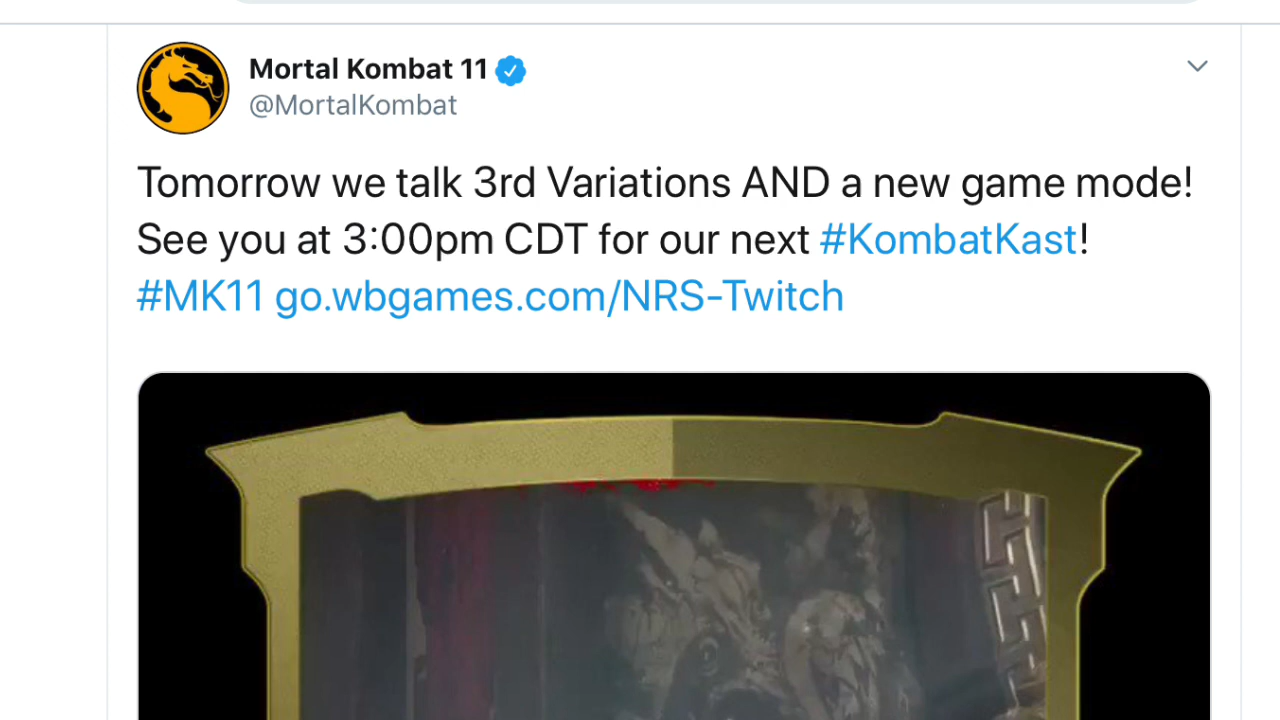 Mortal Kombat 11
@MortalKombat
Tomorrow we talk 3rd Variations AND a new game mode!
See you at 3:00pm CDT for our next #KombatKast!
#MK11 go.wbgames.com/NRS-Twitch